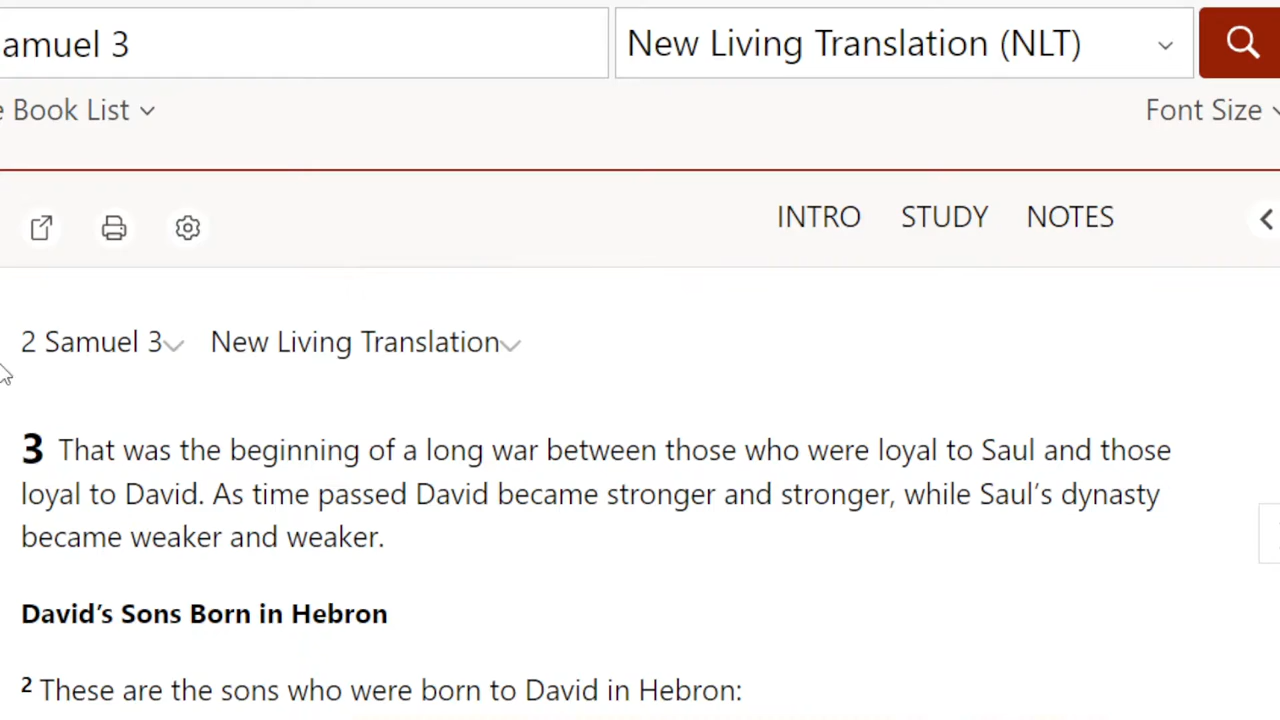 amuel 3
New Living Translation (NLT)
e Book List
Font Size
INTRO STUDY NOTES
2 Samuel 3 New Living Translation
3 That was the beginning of a long war between those who were loyal to Saul and those
loyal to David. As time passed David became stronger and stronger, while Saul’s dynasty
became weaker and weaker.
David’s Sons Born in Hebron
2 These are the sons who were born to David in Hebron: